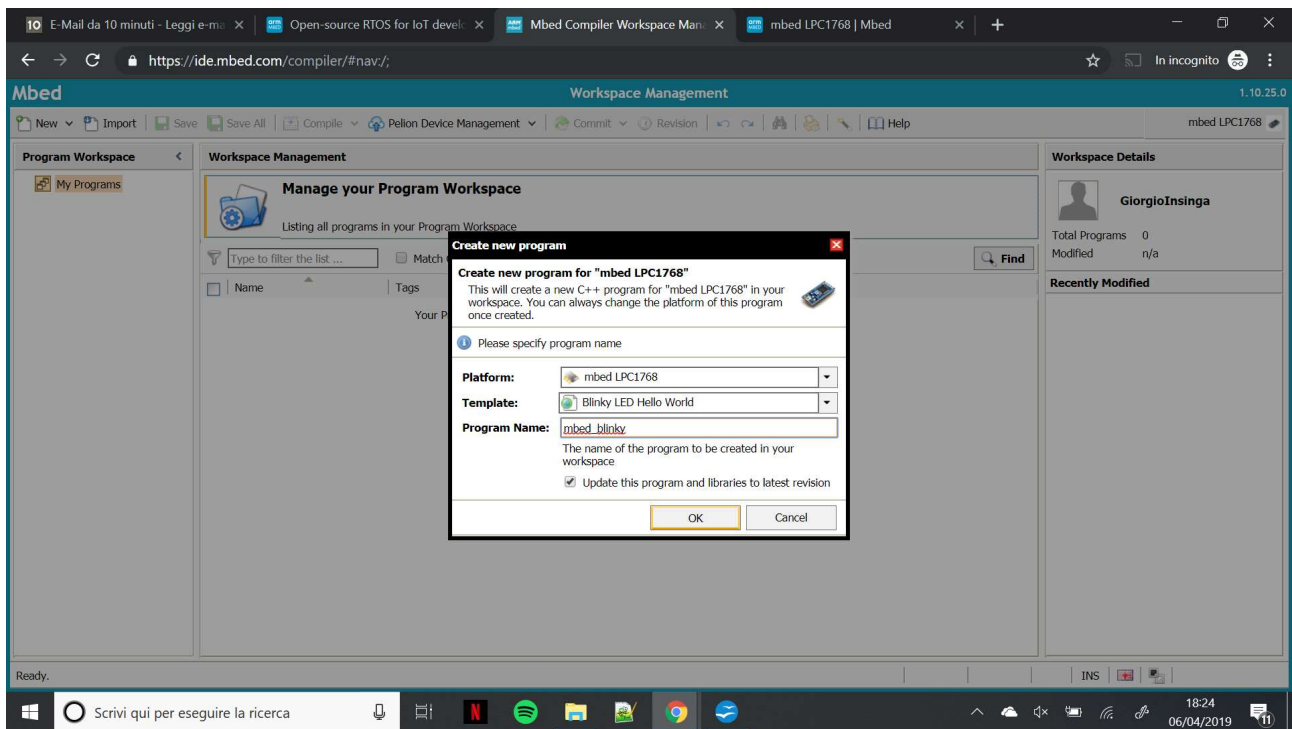 10 E-Mail da 10 minuti - Leggi e-ma
Open-source RTOS for IoT develo
Mbed Compiler Workspace Man
mbed LPC1768 | Mbed
https://ide.mbed.com/compiler/#nav:/;
In incognito
Mbed
Workspace Management
1.10.25.0
New
Import
Save
Save All
Compile
Pelion Device Management
Commit
Revision
Help
mbed LPC1768
Program Workspace
Workspace Management
Workspace Details
My Programs
Manage your Program Workspace
Listing all programs in your Program Workspace
GiorgioInsinga
Total Programs 0
Modified n/a
Recently Modified
Type to filter the list ...
Match
Find
Name
Tags
Your P
Create new program
Create new program for "mbed LPC1768"
This will create a new C++ program for "mbed LPC1768" in your
workspace. You can always change the platform of this program
once created.
Please specify program name
Platform: mbed LPC1768
Template: Blinky LED Hello World
Program Name: mbed_blinky
The name of the program to be created in your
workspace
Update this program and libraries to latest revision
OK
Cancel
Ready.
INS
Scrivi qui per eseguire la ricerca
N
18:24
06/04/2019
11